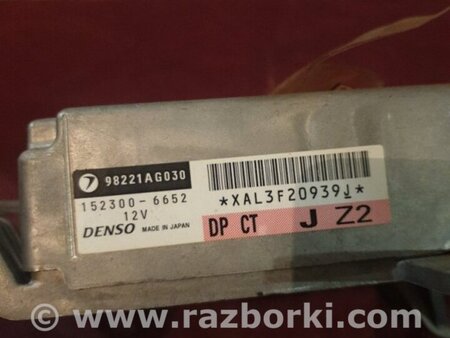 98221AG030
152300-6652
12V
DENSO MADE IN JAPAN
*XAL3F20939J*
DP CT J Z2
www.razborki.com